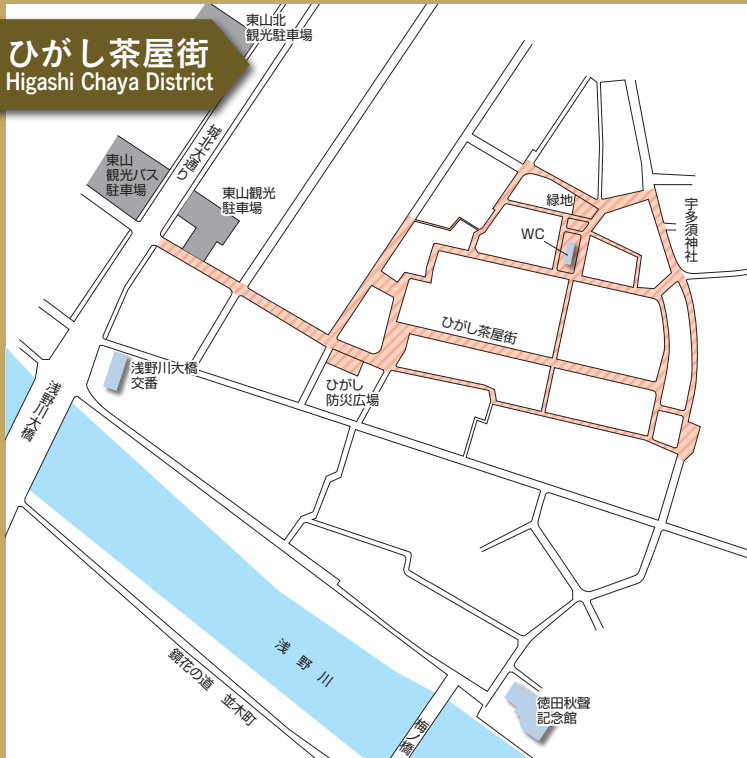 ひがし茶屋街
Higashi Chaya District
東山北
観光駐車場
城北大通り
東山
観光バス
駐車場
東山観光
駐車場
緑地
宇多須神社
WC
ひがし茶屋街
浅野川大橋
交番
ひがし
防災広場
浅野川大橋
浅野川
鏡花の道 並木町
梅ノ橋
徳田秋聲
記念館